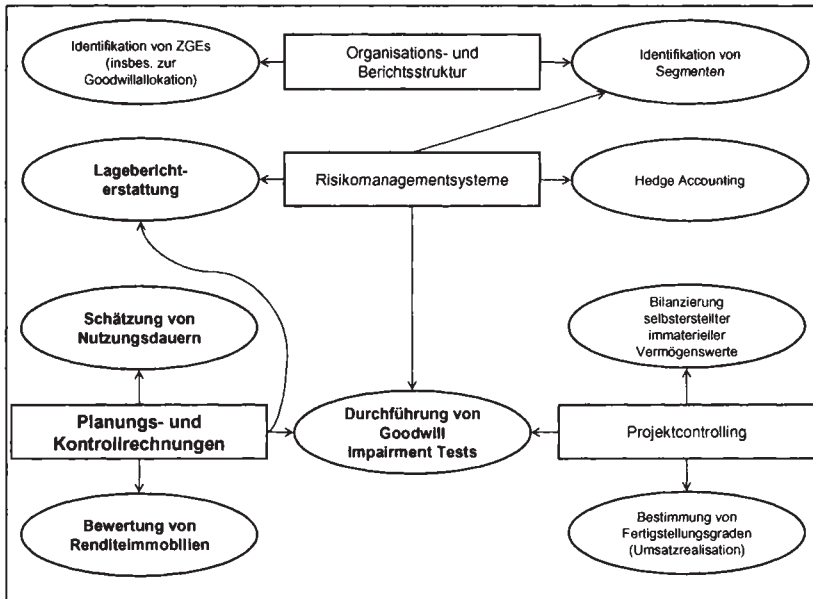 Identifikation von ZGEs
(insbes. zur
Goodwillallokation)
Organisations- und
Berichtsstruktur
Identifikation von
Segmenten
Lagebericht-
erstattung
Risikomanagementsysteme
Hedge Accounting
Schätzung von
Nutzungsdauern
Bilanzierung
selbsterstellter
immaterieller
Vermögenswerte
Planungs- und
Kontrollrechnungen
Durchführung von
Goodwill
Impairment Tests
Projektcontrolling
Bewertung von
Renditeimmobilien
Bestimmung von
Fertigstellungsgraden
(Umsatzrealisation)